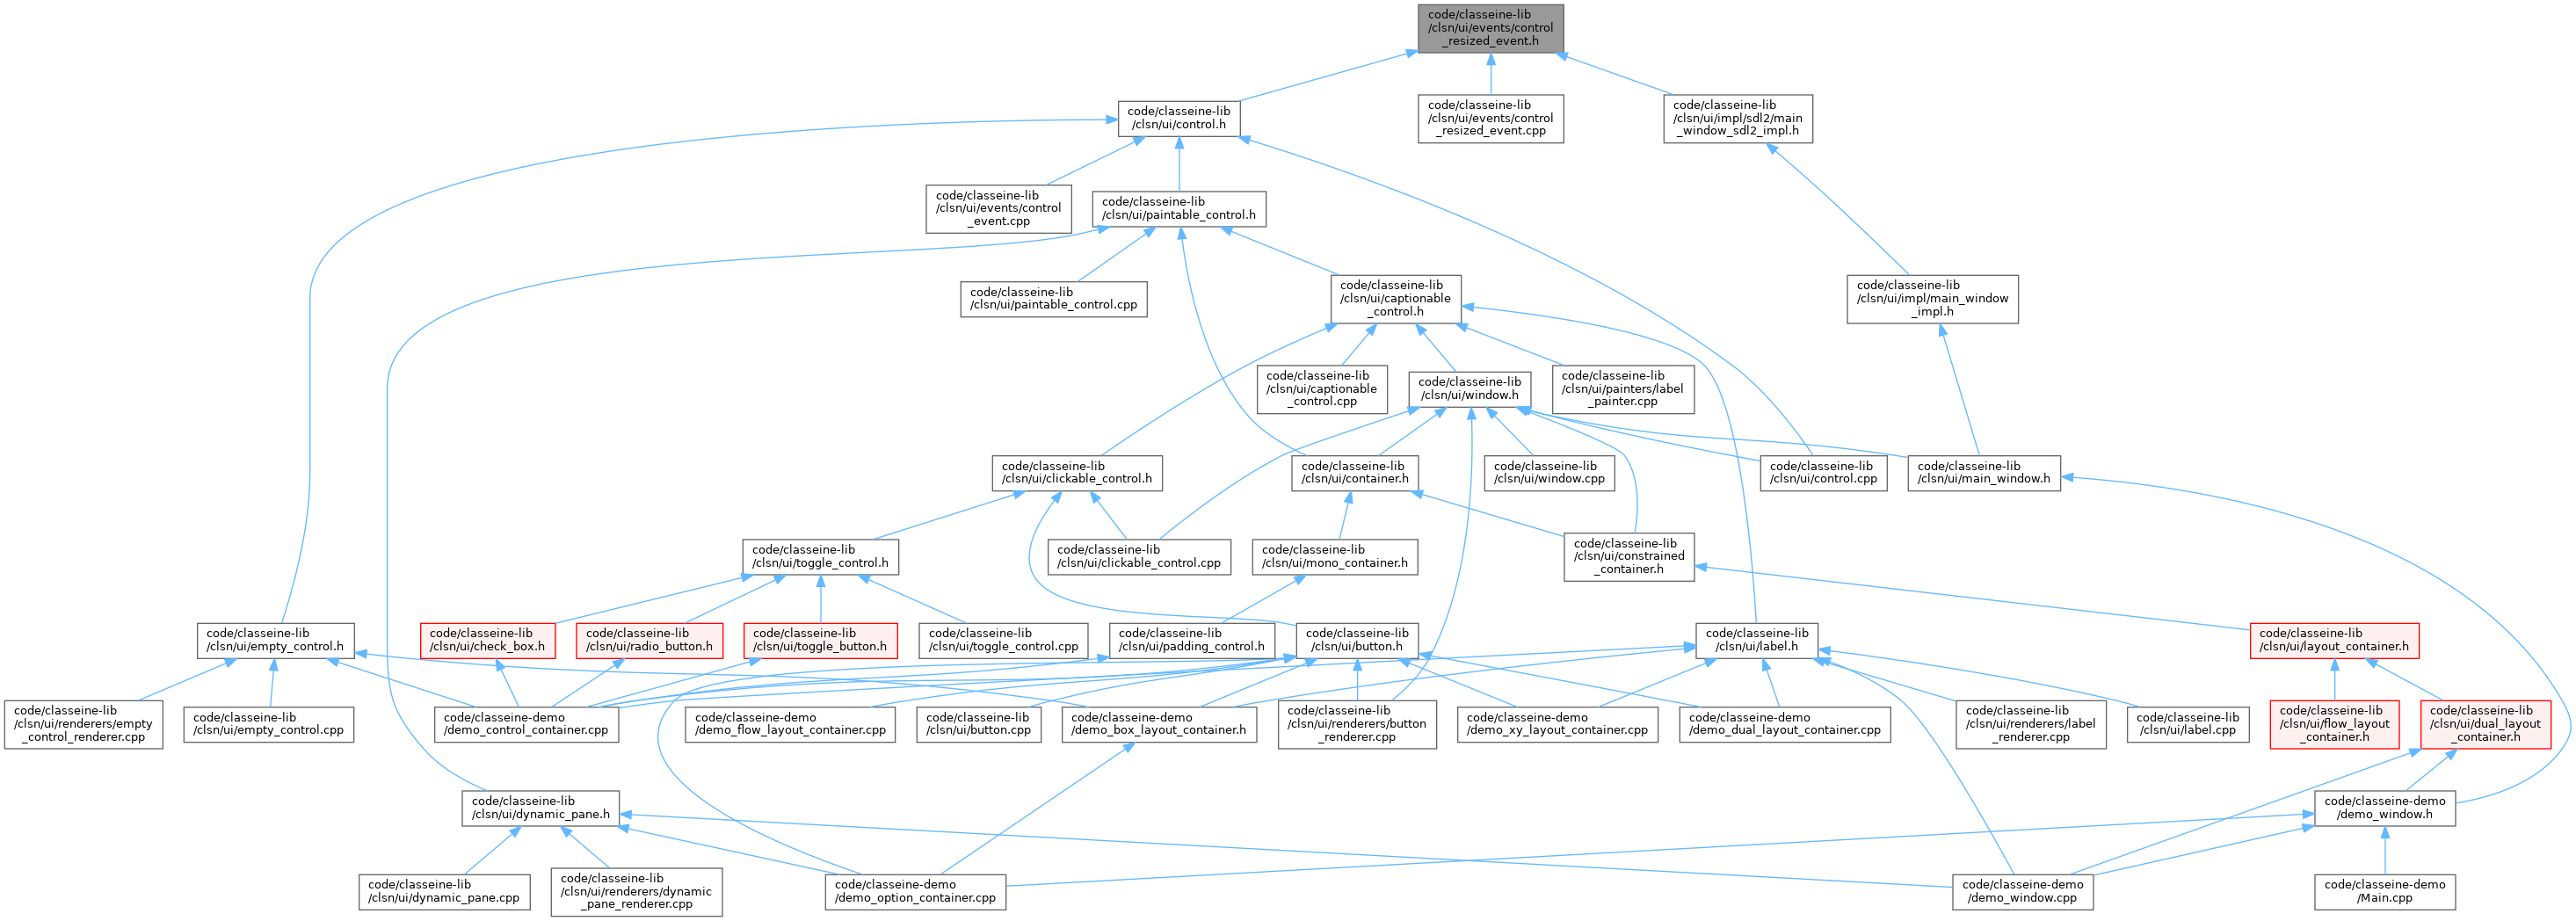 code/classeine-lib
/clsn/ui/events/control
_resized_event.h
code/classeine-lib
/clsn/ui/control.h
code/classeine-lib
/clsn/ui/events/control
_resized_event.cpp
code/classeine-lib
/clsn/ui/impl/sdl2/main
_window_sdl2_impl.h
code/classeine-lib
/clsn/ui/events/control
_event.cpp
code/classeine-lib
/clsn/ui/paintable_control.h
code/classeine-lib
/clsn/ui/paintable_control.cpp
code/classeine-lib
/clsn/ui/captionable
_control.h
code/classeine-lib
/clsn/ui/impl/main_window
_impl.h
code/classeine-lib
/clsn/ui/captionable
_control.cpp
code/classeine-lib
/clsn/ui/window.h
code/classeine-lib
/clsn/ui/painters/label
_painter.cpp
code/classeine-lib
/clsn/ui/clickable_control.h
code/classeine-lib
/clsn/ui/container.h
code/classeine-lib
/clsn/ui/window.cpp
code/classeine-lib
/clsn/ui/control.cpp
code/classeine-lib
/clsn/ui/main_window.h
code/classeine-lib
/clsn/ui/toggle_control.h
code/classeine-lib
/clsn/ui/clickable_control.cpp
code/classeine-lib
/clsn/ui/mono_container.h
code/classeine-lib
/clsn/ui/constrained
_container.h
code/classeine-lib
/clsn/ui/empty_control.h
code/classeine-lib
/clsn/ui/check_box.h
code/classeine-lib
/clsn/ui/radio_button.h
code/classeine-lib
/clsn/ui/toggle_button.h
code/classeine-lib
/clsn/ui/toggle_control.cpp
code/classeine-lib
/clsn/ui/padding_control.h
code/classeine-lib
/clsn/ui/button.h
code/classeine-lib
/clsn/ui/label.h
code/classeine-lib
/clsn/ui/layout_container.h
code/classeine-lib
/clsn/ui/renderers/empty
_control_renderer.cpp
code/classeine-lib
/clsn/ui/empty_control.cpp
code/classeine-demo
/demo_control_container.cpp
code/classeine-demo
/demo_flow_layout_container.cpp
code/classeine-lib
/clsn/ui/button.cpp
code/classeine-demo
/demo_box_layout_container.h
code/classeine-lib
/clsn/ui/renderers/button
_renderer.cpp
code/classeine-demo
/demo_xy_layout_container.cpp
code/classeine-demo
/demo_dual_layout_container.cpp
code/classeine-lib
/clsn/ui/renderers/label
_renderer.cpp
code/classeine-lib
/clsn/ui/label.cpp
code/classeine-lib
/clsn/ui/flow_layout
_container.h
code/classeine-lib
/clsn/ui/dual_layout
_container.h
code/classeine-lib
/clsn/ui/dynamic_pane.h
code/classeine-demo
/demo_window.h
code/classeine-lib
/clsn/ui/dynamic_pane.cpp
code/classeine-lib
/clsn/ui/renderers/dynamic
_pane_renderer.cpp
code/classeine-demo
/demo_option_container.cpp
code/classeine-demo
/demo_window.cpp
code/classeine-demo
/Main.cpp